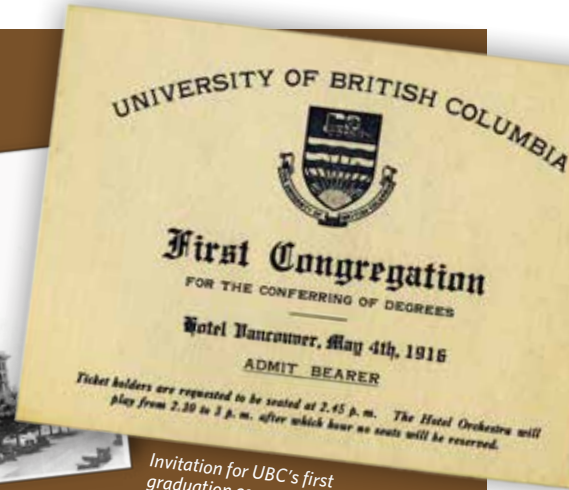 UNIVERSITY OF BRITISH COLUMBIA
First Congregation
FOR THE CONFERRING OF DEGREES
Hotel Vancouver, May 4th, 1916
ADMIT BEARER
Ticket holders are requested to be seated at 2.45 p. m. The Hotel Orchestra will
play from 2.30 to 3 p. m. after which hour no seats will be reserved.
Invitation for UBC's first
graduation